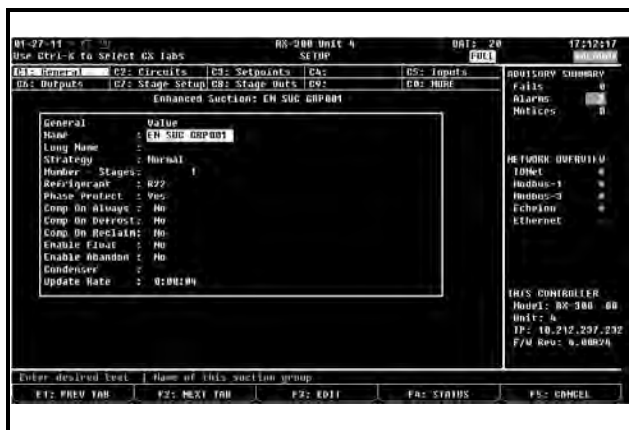 01-27-11 RX-300 Unit 4 DAT: 20 17:12:17
Use Ctrl-X to Select CX Tabs SETUP FULL
C1: General C2: Circuits C3: Setpoints C4: C5: Inputs
C6: Outputs C7: Stage Setup C8: Stage Outs C9: C0: MORE
Enhanced Suction: EN SUC GRP001
General Value
Name : EN SUC GRP001
Long Name :
Strategy : Normal
Number - Stages: 1
Refrigerant : R22
Phase Protect : Yes
Comp On Always : No
Comp On Defrost: No
Comp On Reclaim: No
Enable Float : No
Enable Abandon : No
Condenser :
Update Rate : 0:00:04
ADVISORY SUMMARY
Fails 0
Alarms
Notices 0
NETWORK OVERVIEW
IONet
Modbus-1
Modbus-3
Echelon
Ethernet
THIS CONTROLLER
Model: RX-300
Unit: 4
IP: 10.212.237.232
F/W Rev:
Enter desired text | Name of this suction group
F1: PREV TAB F2: NEXT TAB F3: EDIT F4: STATUS F5: CANCEL